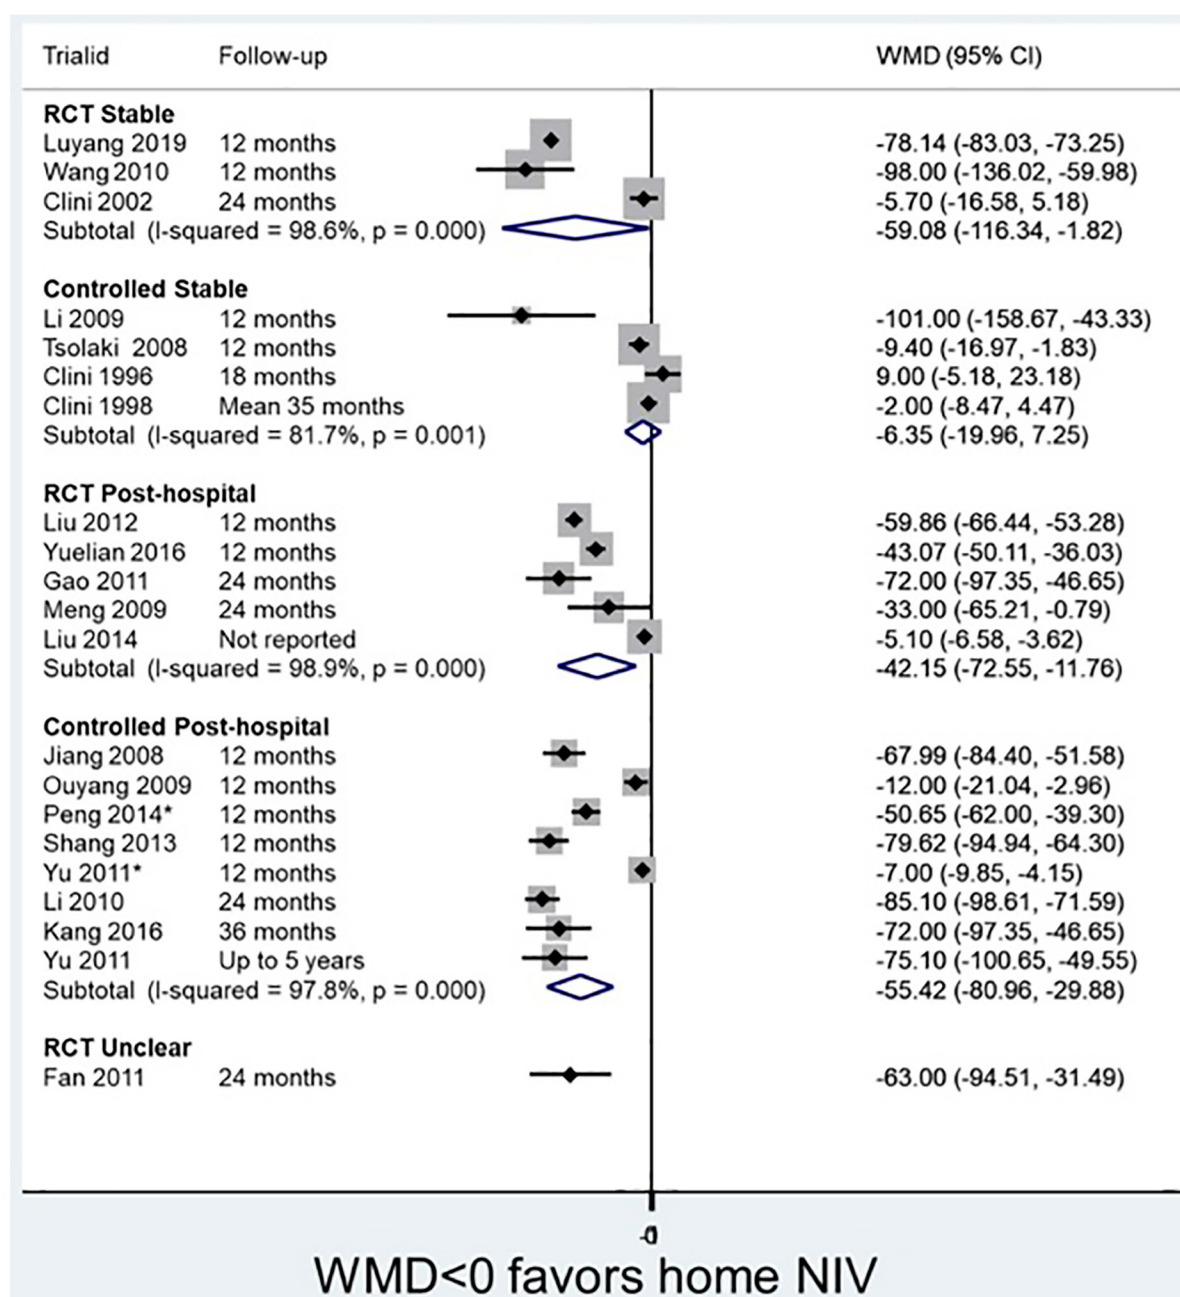 Trialid Follow-up WMD (95% CI)
RCT Stable
Luyang 2019 12 months -78.14 (-83.03, -73.25)
Wang 2010 12 months -98.00 (-136.02, -59.98)
Clini 2002 24 months -5.70 (-16.58, 5.18)
Subtotal (I-squared = 98.6%, p = 0.000) -59.08 (-116.34, -1.82)
Controlled Stable
Li 2009 12 months -101.00 (-158.67, -43.33)
Tsolaki 2008 12 months -9.40 (-16.97, -1.83)
Clini 1996 18 months 9.00 (-5.18, 23.18)
Clini 1998 Mean 35 months -2.00 (-8.47, 4.47)
Subtotal (I-squared = 81.7%, p = 0.001) -6.35 (-19.96, 7.25)
RCT Post-hospital
Liu 2012 12 months -59.86 (-66.44, -53.28)
Yuelian 2016 12 months -43.07 (-50.11, -36.03)
Gao 2011 24 months -72.00 (-97.35, -46.65)
Meng 2009 24 months -33.00 (-65.21, -0.79)
Liu 2014 Not reported -5.10 (-6.58, -3.62)
Subtotal (I-squared = 98.9%, p = 0.000) -42.15 (-72.55, -11.76)
Controlled Post-hospital
Jiang 2008 12 months -67.99 (-84.40, -51.58)
Ouyang 2009 12 months -12.00 (-21.04, -2.96)
Peng 2014* 12 months -50.65 (-62.00, -39.30)
Shang 2013 12 months -79.62 (-94.94, -64.30)
Yu 2011* 12 months -7.00 (-9.85, -4.15)
Li 2010 24 months -85.10 (-98.61, -71.59)
Kang 2016 36 months -72.00 (-97.35, -46.65)
Yu 2011 Up to 5 years -75.10 (-100.65, -49.55)
Subtotal (I-squared = 97.8%, p = 0.000) -55.42 (-80.96, -29.88)
RCT Unclear
Fan 2011 24 months -63.00 (-94.51, -31.49)
WMD<0 favors home NIV